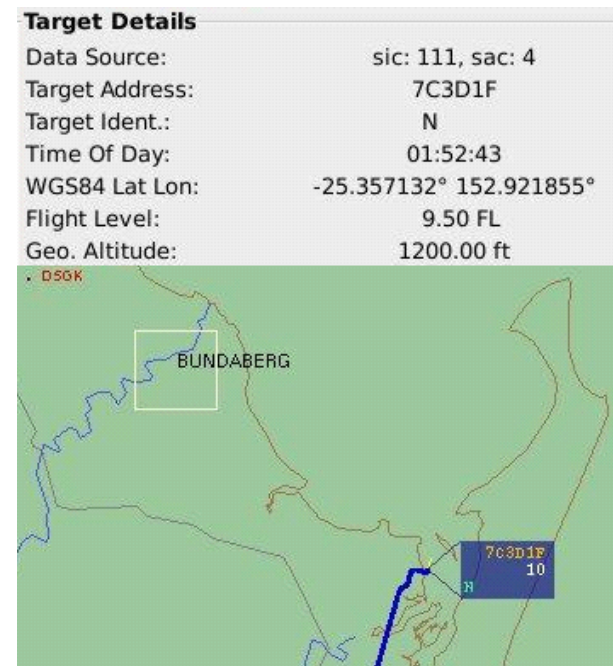 Target Details
Data Source: sic: 111, sac: 4
Target Address: 7C3D1F
Target Ident.: N
Time Of Day: 01:52:43
WGS84 Lat Lon: -25.357132° 152.921855°
Flight Level: 9.50 FL
Geo. Altitude: 1200.00 ft
DSGK
BUNDABERG
7C3D1F
10
N